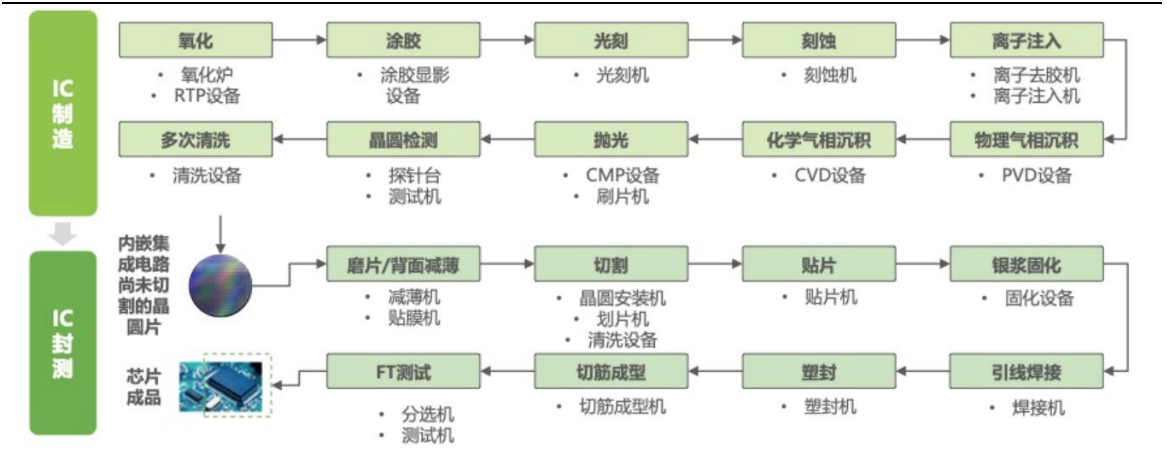 IC
制
造
氧化
• 氧化炉
• RTP设备
涂胶
• 涂胶显影
设备
光刻
• 光刻机
刻蚀
• 刻蚀机
离子注入
• 离子去胶机
• 离子注入机
物理气相沉积
• PVD设备
化学气相沉积
• CVD设备
抛光
• CMP设备
• 刷片机
晶圆检测
• 探针台
• 测试机
多次清洗
• 清洗设备
IC
封
测
内嵌集
成电路
尚未切
割的晶
圆片
磨片/背面减薄
• 减薄机
• 贴膜机
切割
• 晶圆安装机
• 划片机
• 清洗设备
贴片
• 贴片机
银浆固化
• 固化设备
引线焊接
• 焊接机
塑封
• 塑封机
切筋成型
• 切筋成型机
FT测试
• 分选机
• 测试机
芯片
成品